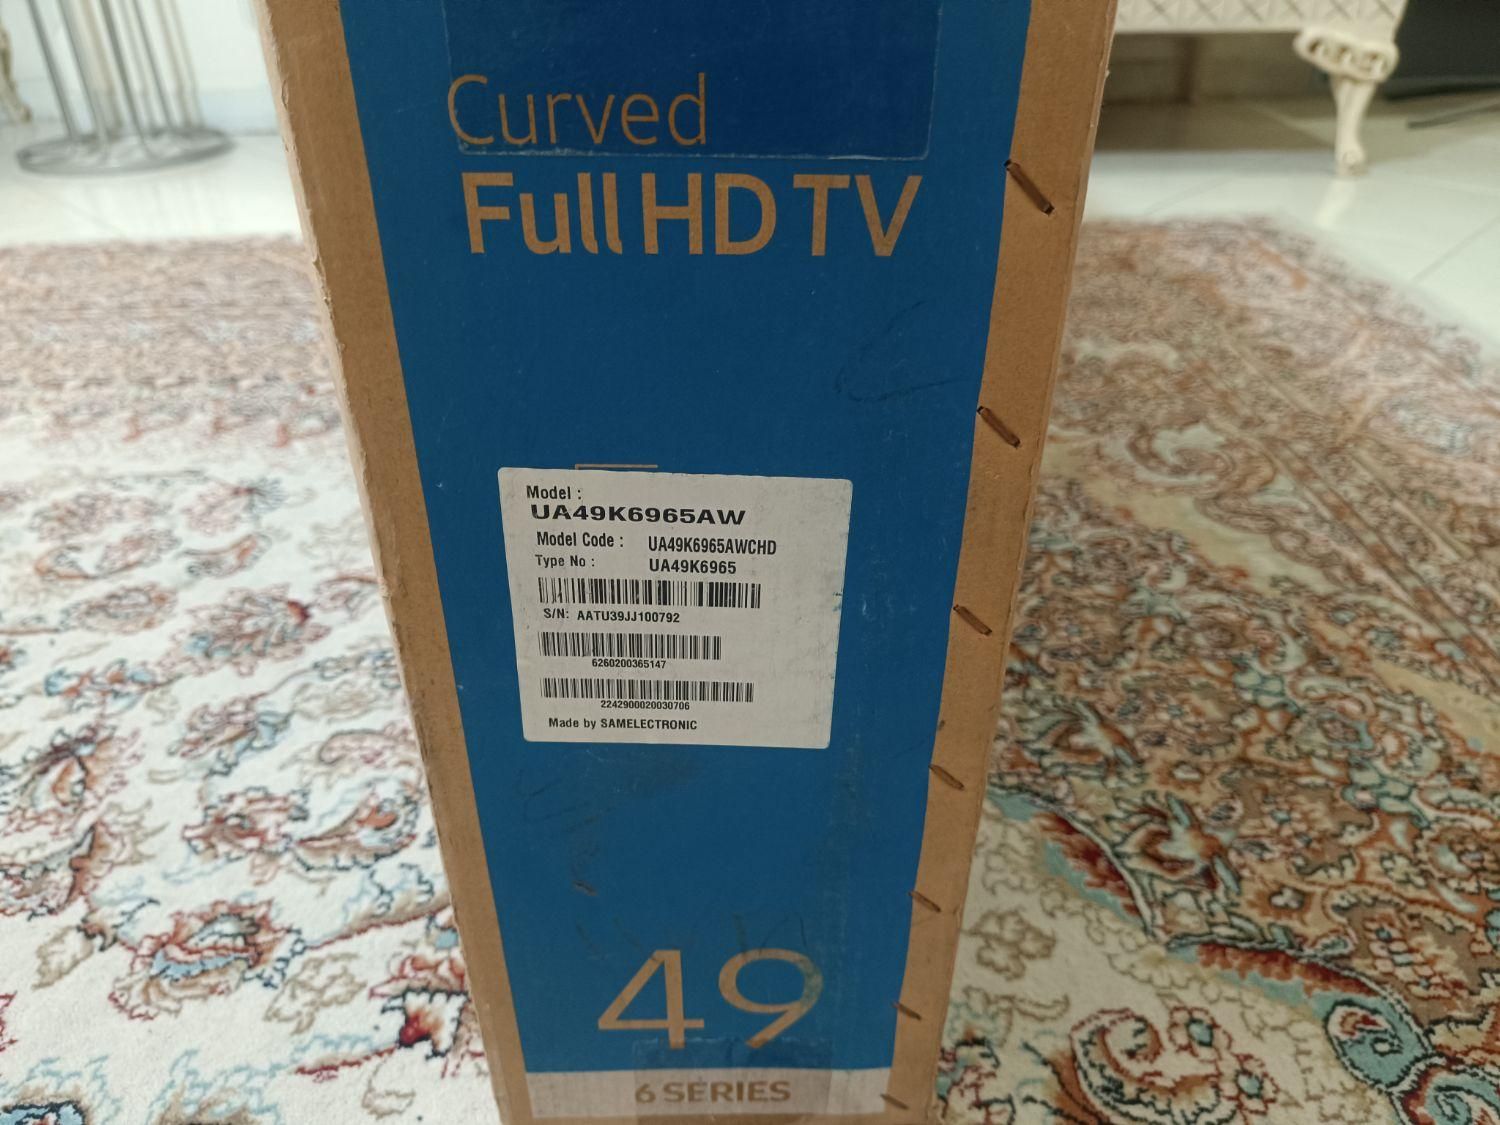 Curved
Full HD TV
Model :
UA49K6965AW
Model Code : UA49K6965AWCHD
Type No : UA49K6965
S/N: AATU39JJ100792
6260200365147
2242900020030706
Made by SAMELECTRONIC
49
6 SERIES